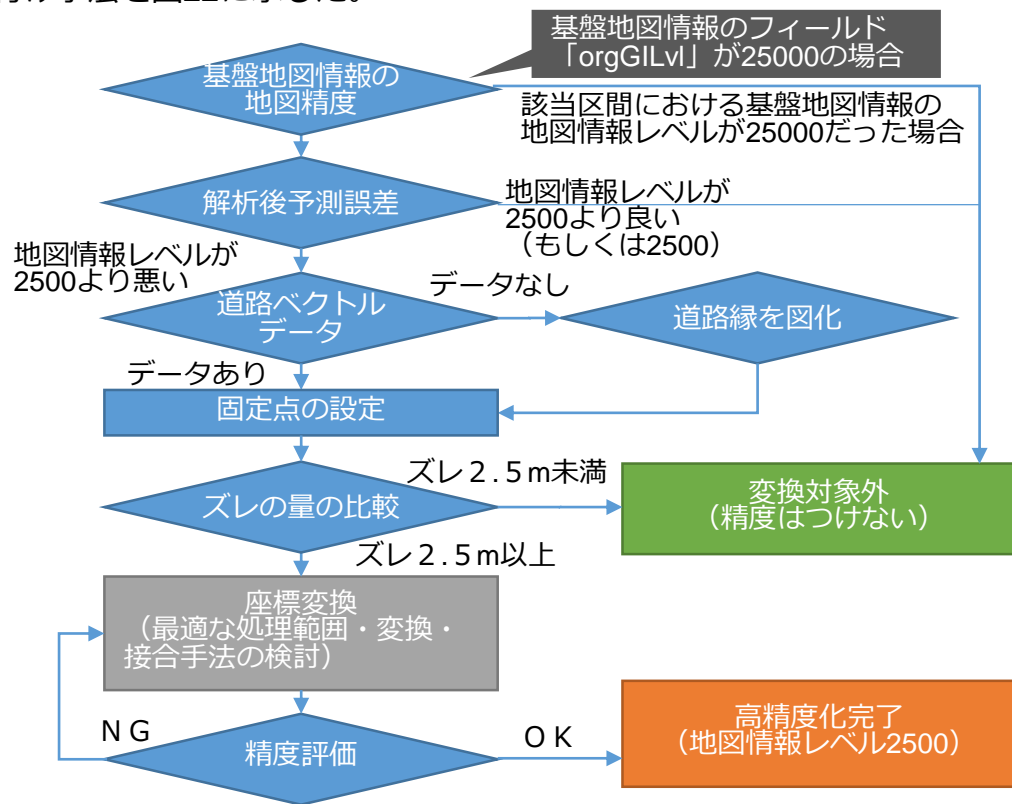 基盤地図情報のフィールド
「orgGILvl」が25000の場合
基盤地図情報の
地図精度
該当区間における基盤地図情報の
地図情報レベルが25000だった場合
解析後予測誤差
地図情報レベルが
2500より良い
（もしくは2500）
地図情報レベルが
2500より悪い
道路ベクトル
データ
データなし
道路縁を図化
データあり
固定点の設定
ズレの量の比較
ズレ２.５ｍ未満
変換対象外
（精度はつけない）
ズレ２.５ｍ以上
座標変換
（最適な処理範囲・変換・
接合手法の検討）
ＮＧ
精度評価
ＯＫ
高精度化完了
（地図情報レベル2500）